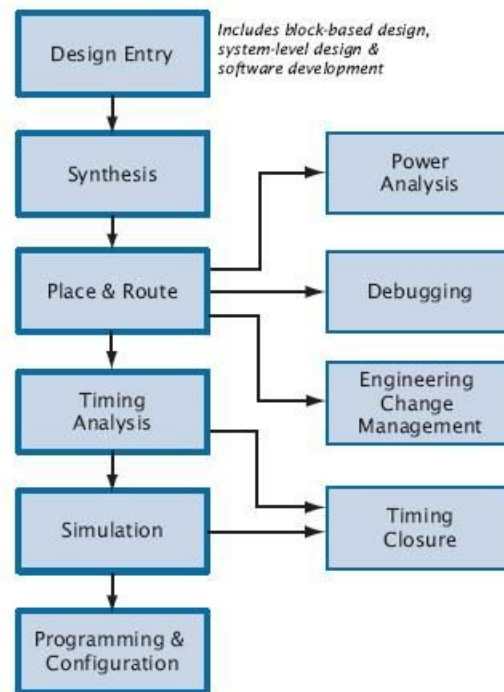 Design Entry
Includes block-based design,
system-level design &
software development
Synthesis
Power
Analysis
Place & Route
Debugging
Engineering
Change
Management
Timing
Analysis
Simulation
Timing
Closure
Programming &
Configuration